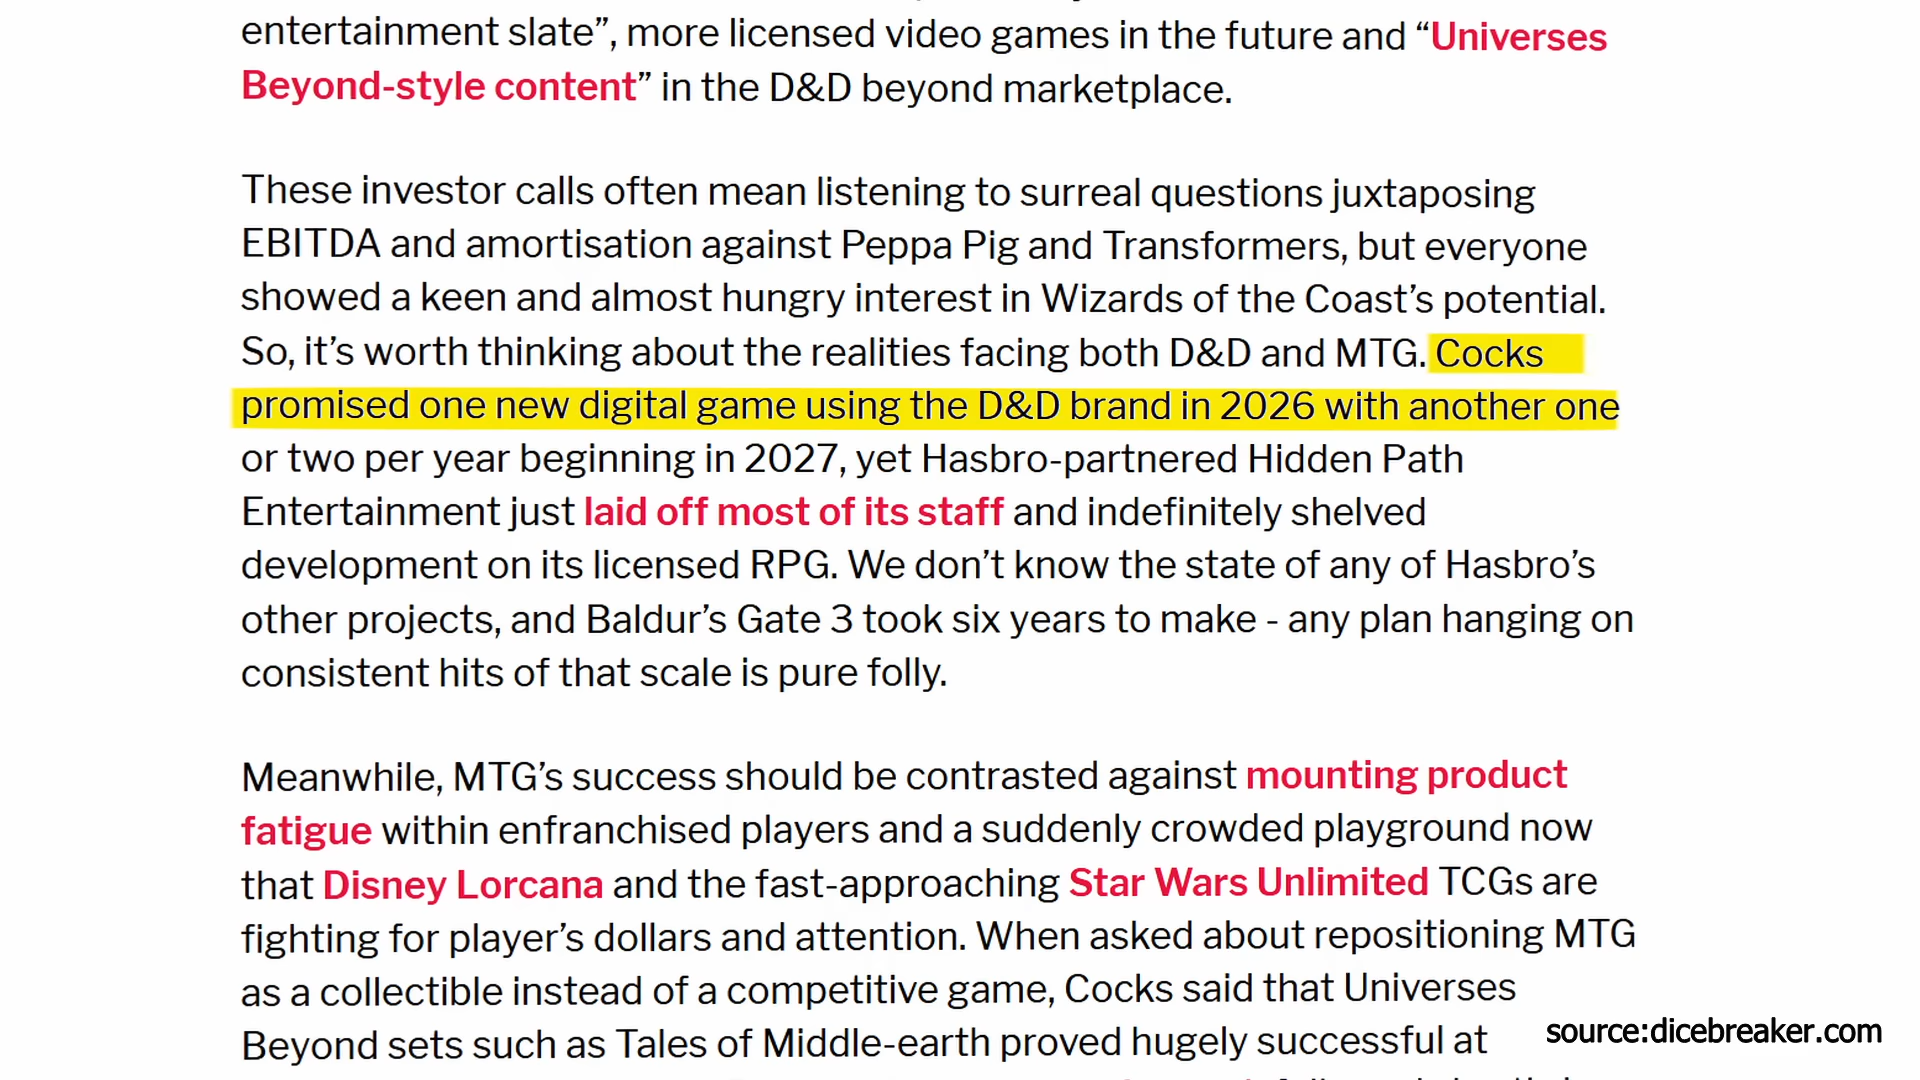 entertainment slate”, more licensed video games in the future and “Universes
Beyond-style content” in the D&D beyond marketplace.
These investor calls often mean listening to surreal questions juxtaposing
EBITDA and amortisation against Peppa Pig and Transformers, but everyone
showed a keen and almost hungry interest in Wizards of the Coast’s potential.
So, it’s worth thinking about the realities facing both D&D and MTG. Cocks
promised one new digital game using the D&D brand in 2026 with another one
or two per year beginning in 2027, yet Hasbro-partnered Hidden Path
Entertainment just laid off most of its staff and indefinitely shelved
development on its licensed RPG. We don’t know the state of any of Hasbro’s
other projects, and Baldur’s Gate 3 took six years to make - any plan hanging on
consistent hits of that scale is pure folly.
Meanwhile, MTG’s success should be contrasted against mounting product
fatigue within enfranchised players and a suddenly crowded playground now
that Disney Lorcana and the fast-approaching Star Wars Unlimited TCGs are
fighting for player’s dollars and attention. When asked about repositioning MTG
as a collectible instead of a competitive game, Cocks said that Universes
Beyond sets such as Tales of Middle-earth proved hugely successful at
source:dicebreaker.com